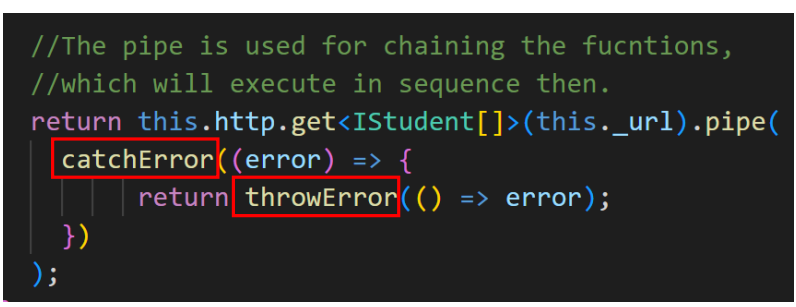 //The pipe is used for chaining the fucntions,
//which will execute in sequence then.
return this.http.get<IStudent[]>(this._url).pipe(
catchError((error) => {
return throwError(() => error);
})
);